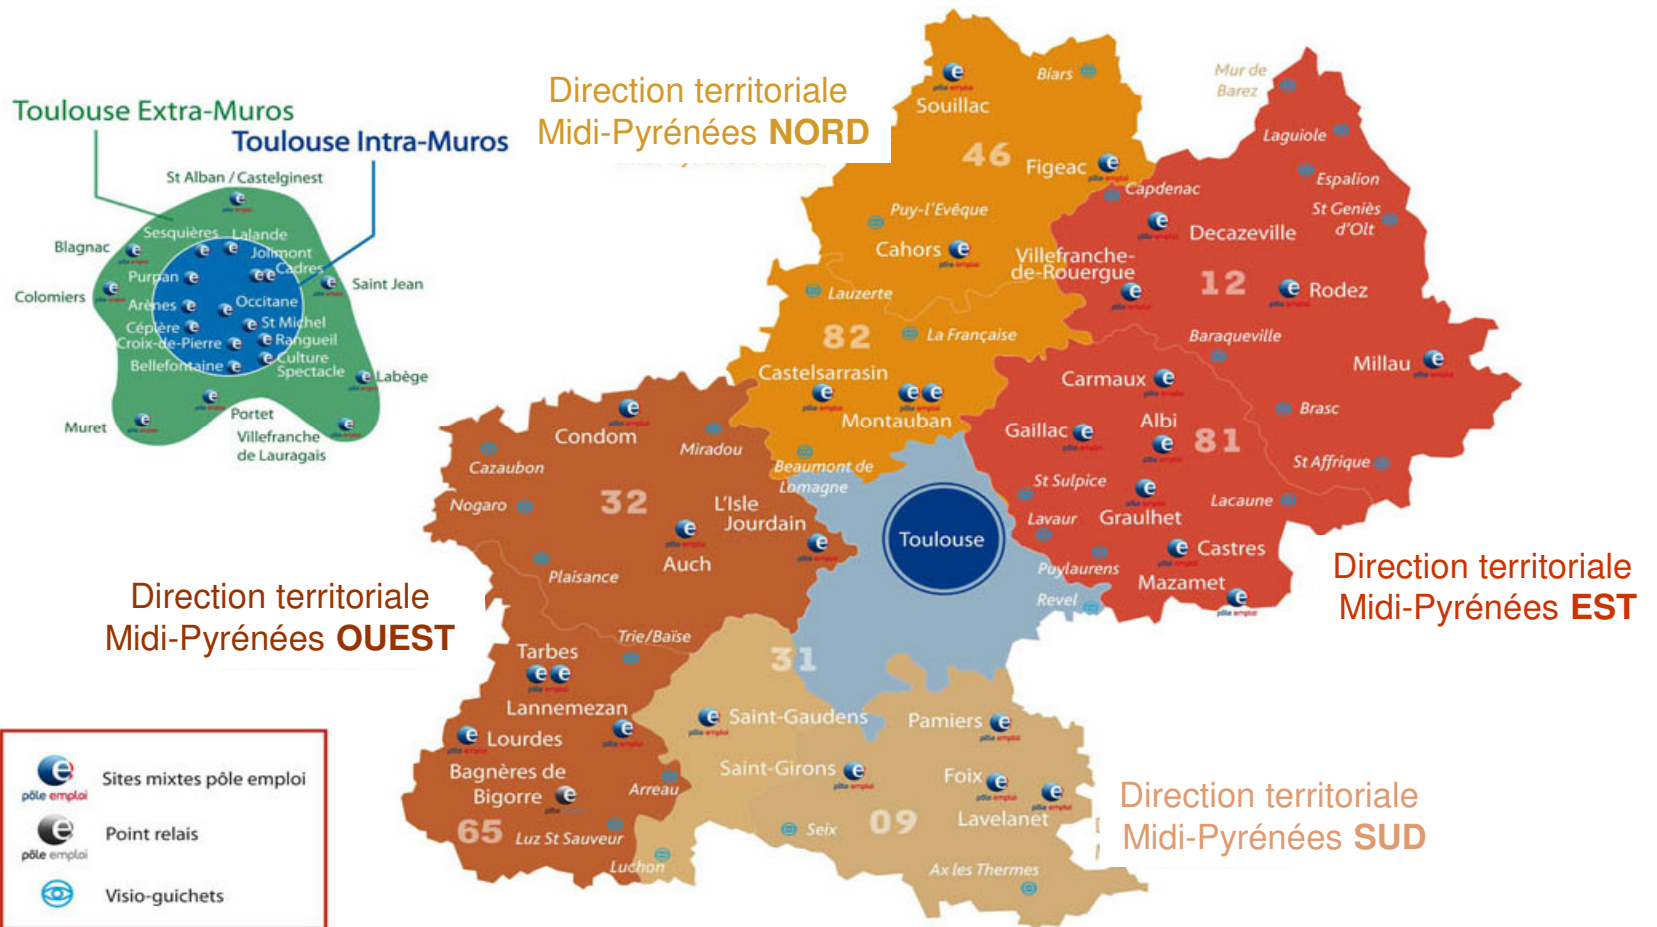 Toulouse Extra-Muros
Toulouse Intra-Muros
St Alban / Castelginest
Sesquières
Lalande
Blagnac
Jolimont
Cadres
Purpan
Saint Jean
Colomiers
Arènes
Occitane
Cépière
St Michel
Croix-de-Pierre
Rangueil
Bellefontaine
Culture
Spectacle
Labège
Portet
Muret
Villefranche
de Lauragais
Direction territoriale
Midi-Pyrénées NORD
Souillac
Biars
46
Figeac
Puy-l'Evêque
Cahors
Lauzerte
82
La Française
Castelsarrasin
Montauban
Beaumont de
Lomagne
Mur de
Barez
Laguiole
Espalion
Capdenac
St Geniès
d'Olt
Decazeville
Villefranche-
de-Rouergue
12
Rodez
Baraqueville
Millau
Carmaux
Brasc
Albi
Gaillac
81
St Affrique
St Sulpice
Lacaune
Lavaur
Graulhet
Castres
Puylaurens
Mazamet
Revel
Direction territoriale
Midi-Pyrénées EST
Condom
Miradou
Cazaubon
Nogaro
32
L'Isle
Jourdain
Auch
Plaisance
Direction territoriale
Midi-Pyrénées OUEST
Trie/Baïse
Tarbes
Lannemezan
Lourdes
Bagnères de
Bigorre
Arreau
65
Luz St Sauveur
Luchon
Toulouse
31
Saint-Gaudens
Pamiers
Saint-Girons
Foix
Lavelanet
Seix
09
Ax les Thermes
Direction territoriale
Midi-Pyrénées SUD
pôle emploi
Sites mixtes pôle emploi
pôle emploi
Point relais
Visio-guichets